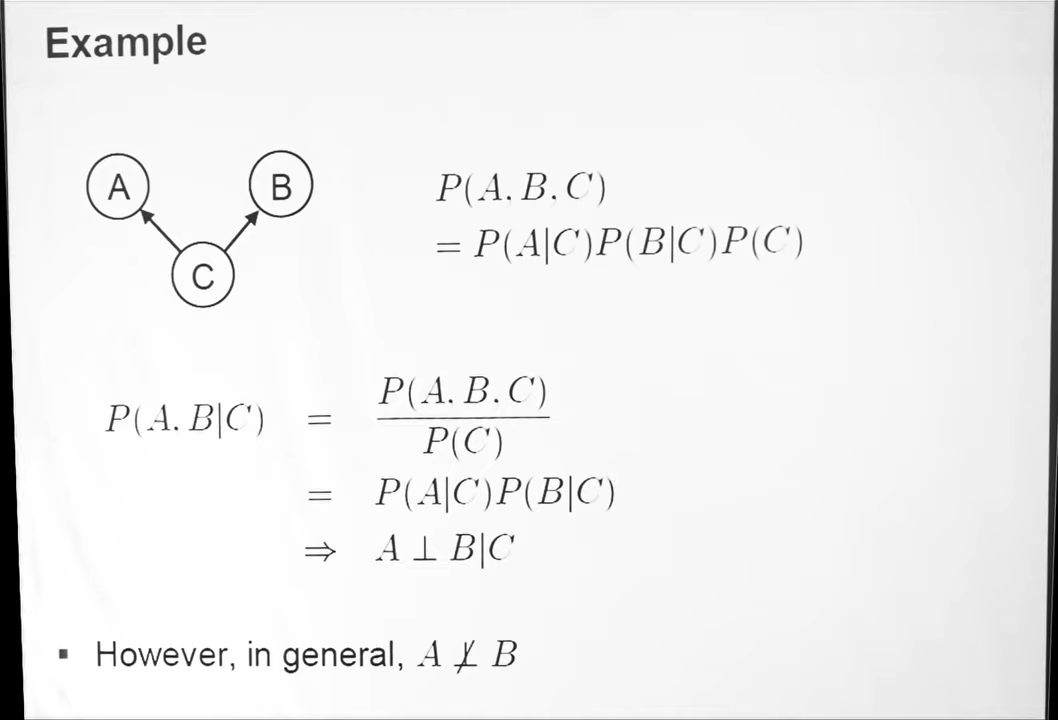 Example
A
B
C
P(A. B. C)
= P(A|C)P(B|C)P(C)
P(A. B|C) = P(A. B. C)
P(C)
= P(A|C)P(B|C)
⇒ A ⊥ B|C
▪ However, in general, A ⊥̸ B